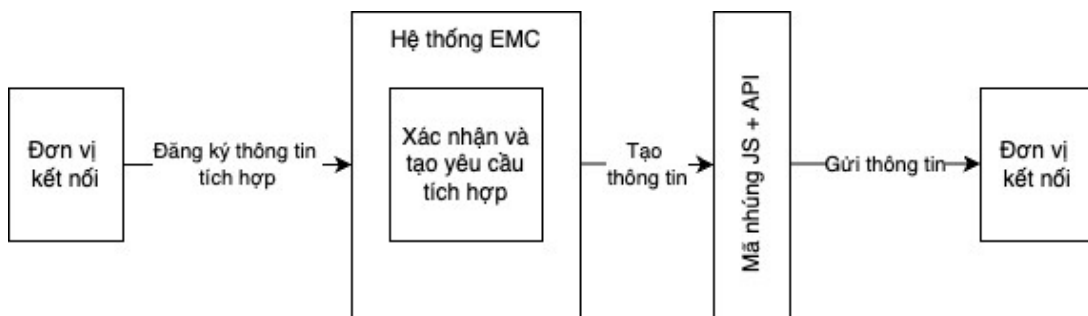 Đơn vị
kết nối
Đăng ký thông tin
tích hợp
Hệ thống EMC
Xác nhận và
tạo yêu cầu
tích hợp
Tạo
thông tin
Mã nhúng JS + API
Gửi thông tin
Đơn vị
kết nối